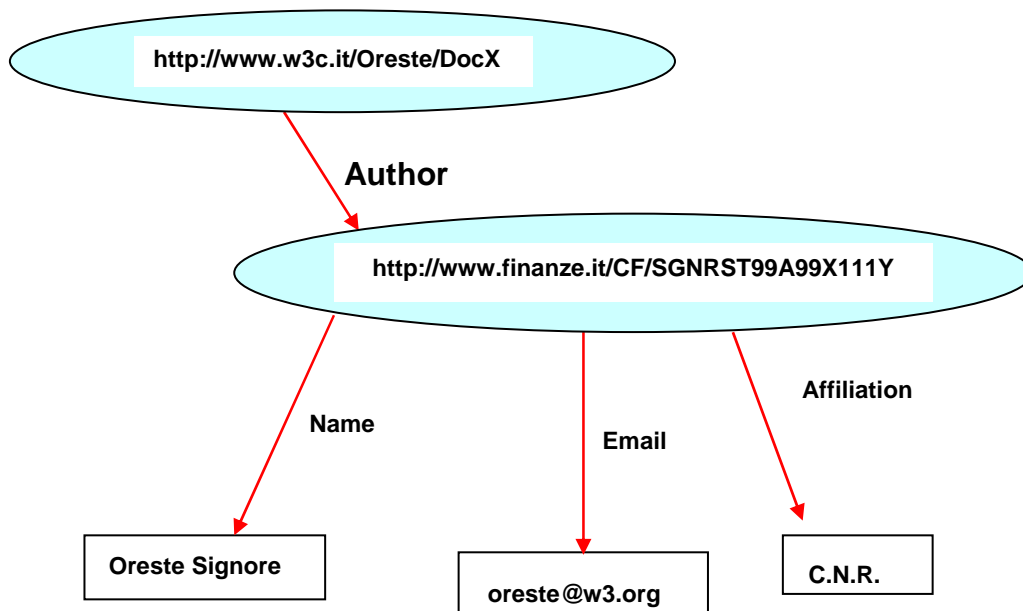 http://www.w3c.it/Oreste/DocX
Author
http://www.finanze.it/CF/SGNRST99A99X111Y
Name
Email
Affiliation
Oreste Signore
oreste@w3.org
C.N.R.